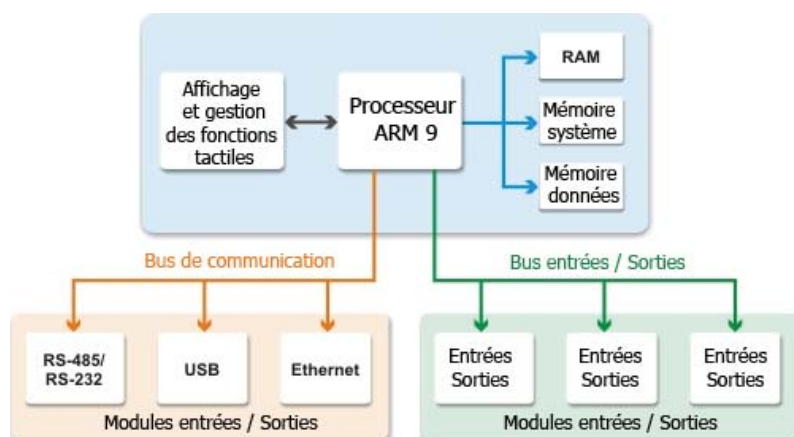 Affichage
et gestion
des fonctions
tactiles
Processeur
ARM 9
RAM
Mémoire
système
Mémoire
données
Bus de communication
Bus entrées / Sorties
RS-485/
RS-232
USB
Ethernet
Modules entrées / Sorties
Entrées
Sorties
Entrées
Sorties
Entrées
Sorties
Modules entrées / Sorties